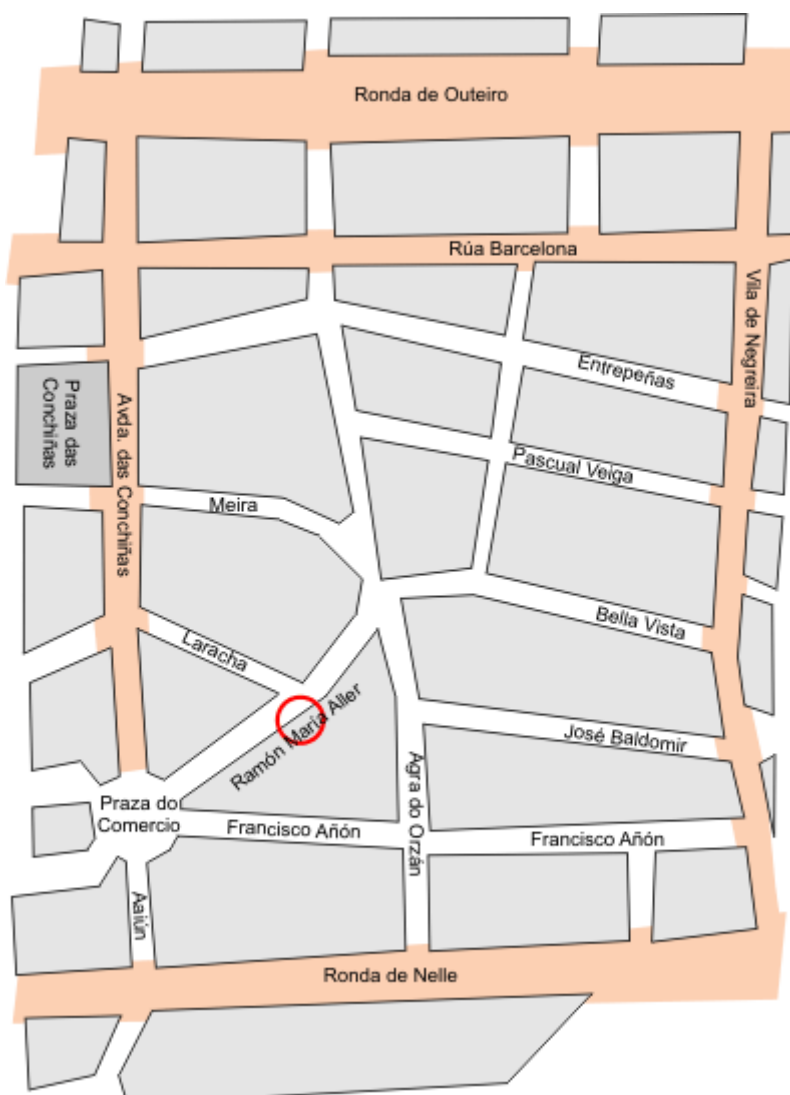 Ronda de Outeiro
Rúa Barcelona
Vila de Negreira
Entrepeñas
Praza das
Conchiñas
Avda. das Conchiñas
Pascual Veiga
Meira
Bella Vista
Laracha
Ramón María Aller
José Baldomir
Agra do Orzán
Praza do
Comercio
Francisco Añón
Francisco Añón
Aaiún
Ronda de Nelle